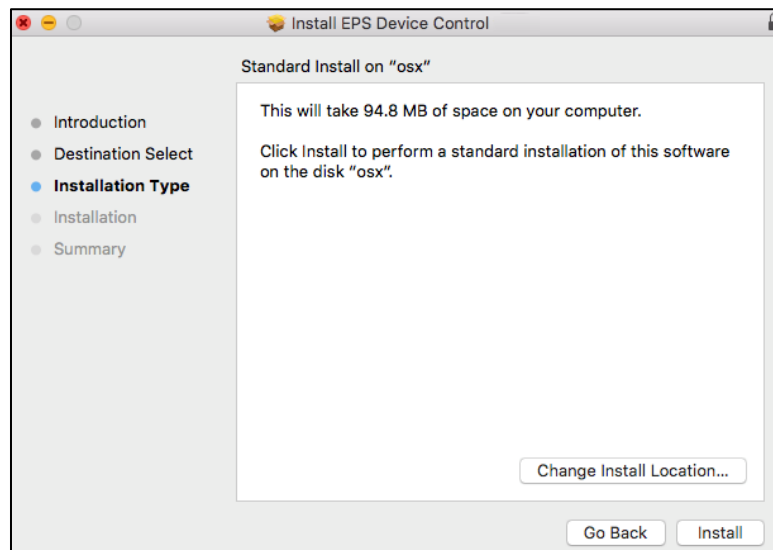 Install EPS Device Control
Standard Install on “osx”
Introduction
Destination Select
Installation Type
Installation
Summary
This will take 94.8 MB of space on your computer.
Click Install to perform a standard installation of this software
on the disk “osx”.
Change Install Location...
Go Back
Install